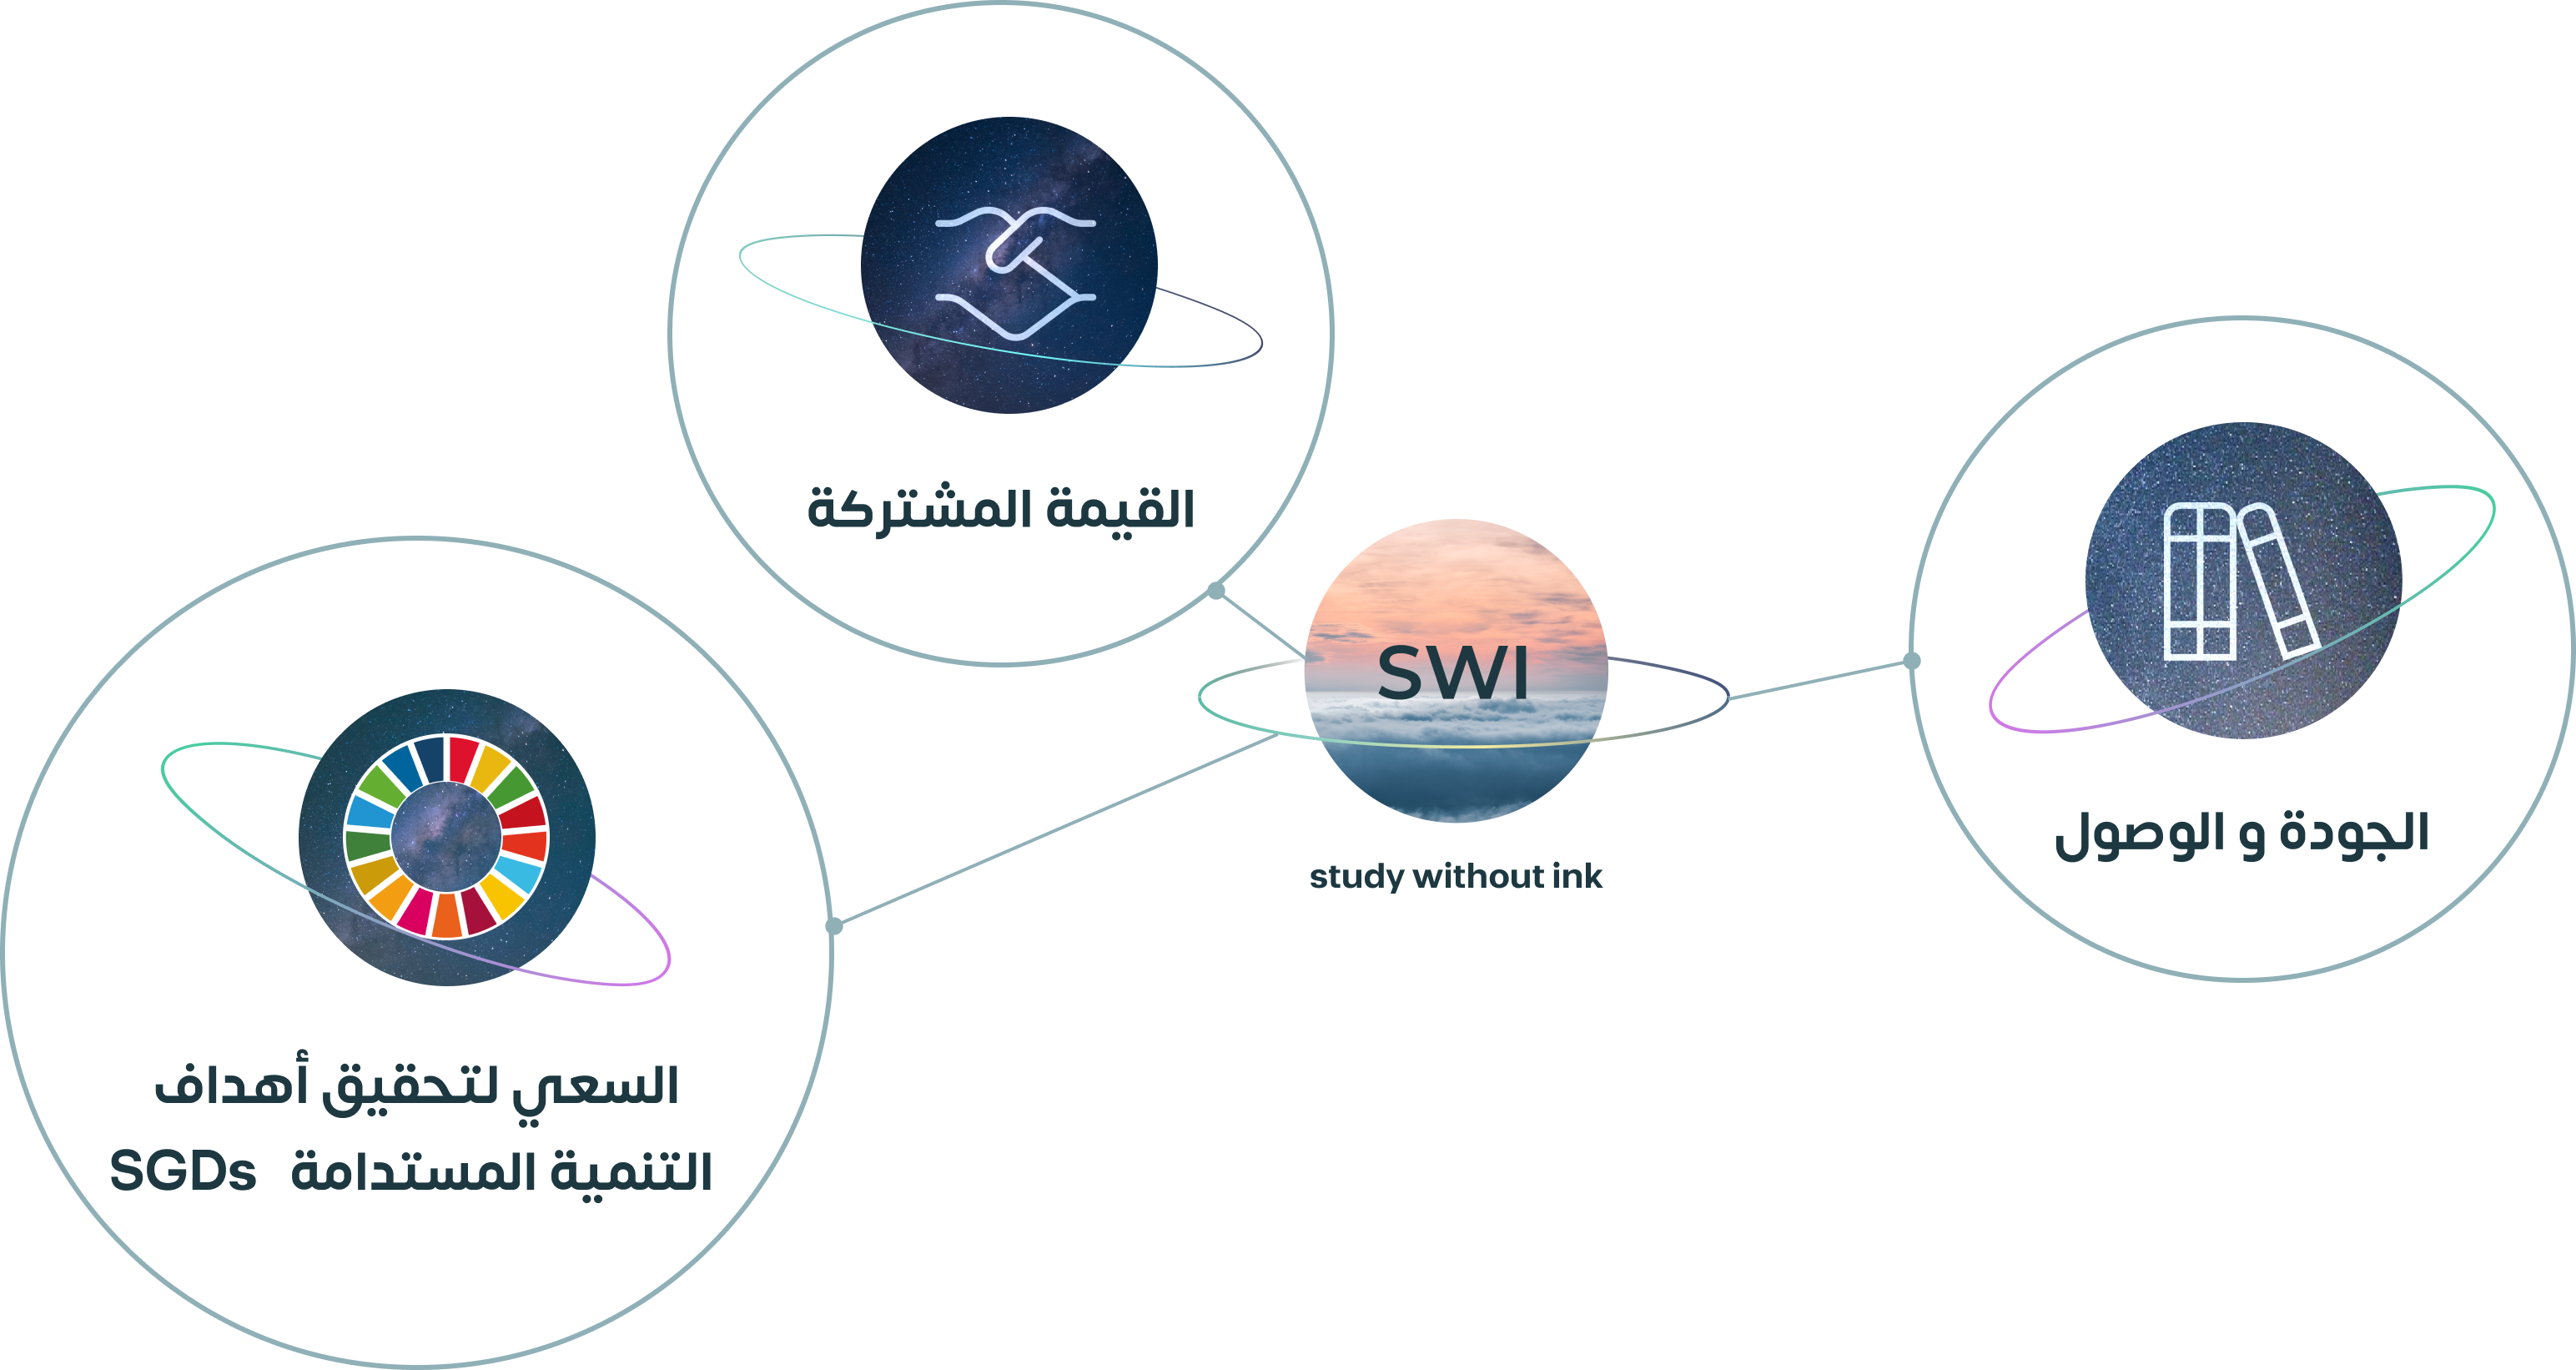 القيمة المشتركة
SWI
study without ink
الجودة و الوصول
السعي لتحقيق أهداف
التنمية المستدامة SGDs